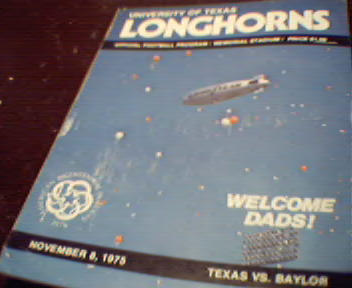 UNIVERSITY OF TEXAS
LONGHORNS
OFFICIAL FOOTBALL PROGRAM / MEMORIAL STADIUM / PRICE $1.00
WELCOME
DADS!
NOVEMBER 8, 1975
TEXAS VS. BAYLOR